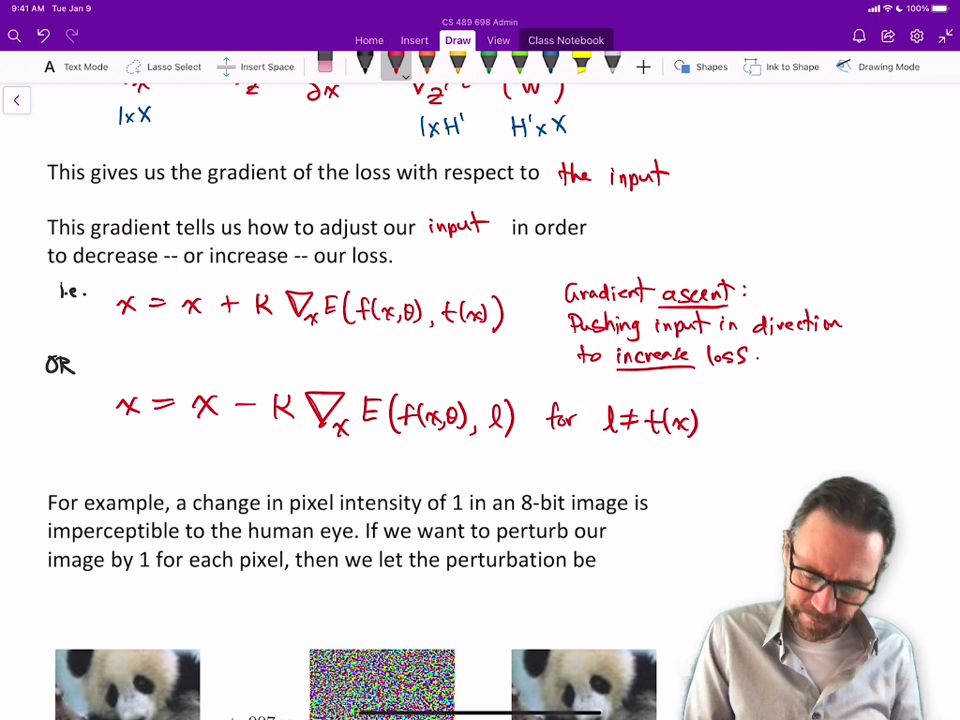 9:41 AM Tue Jan 9
100%
CS 489 698 Admin
Home Insert Draw View Class Notebook
Text Mode Lasso Select Insert Space Shapes Ink to Shape Drawing Mode
∂x
1xX
1xH' H'xX
This gives us the gradient of the loss with respect to the input
This gradient tells us how to adjust our input in order
to decrease -- or increase -- our loss.
i.e.
x = x + K ∇x E(f(x,θ), t(x))
Gradient ascent:
Pushing input in direction
to increase loss.
OR
x = x - K ∇x E(f(x,θ), l) for l≠t(x)
For example, a change in pixel intensity of 1 in an 8-bit image is
imperceptible to the human eye. If we want to perturb our
image by 1 for each pixel, then we let the perturbation be